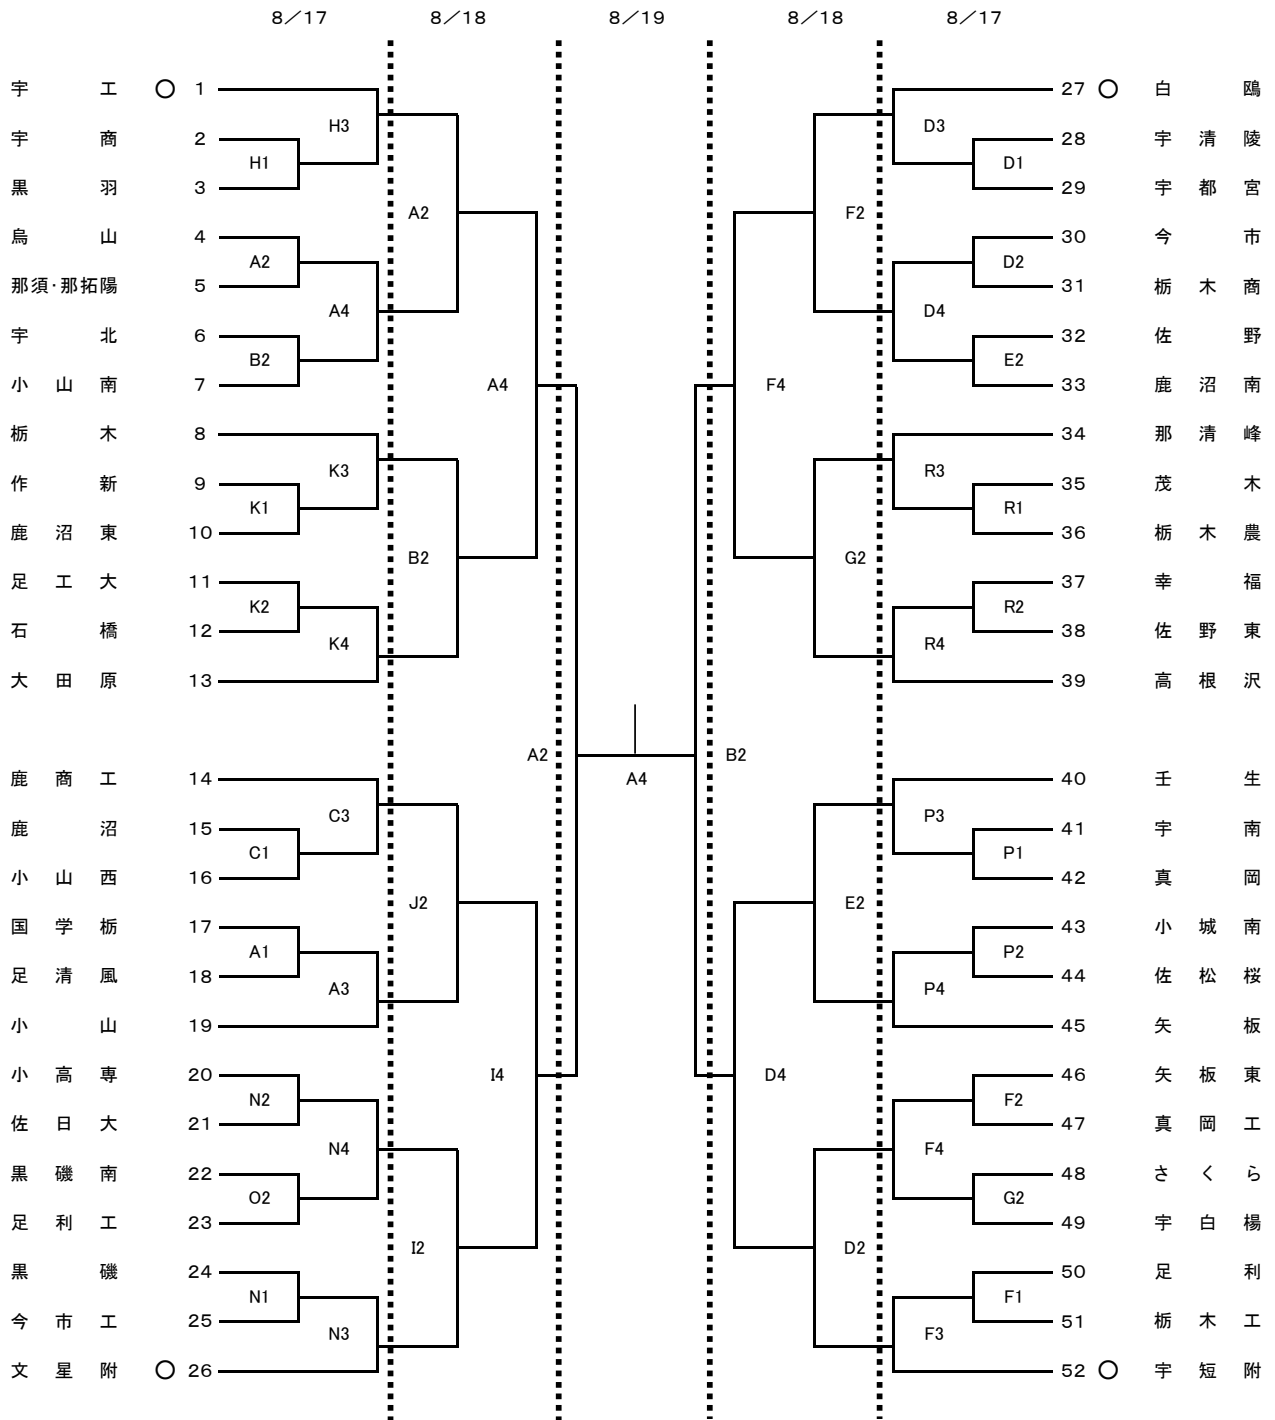 8/17 8/18 8/19 8/18 8/17
宇工 ○ 1 27 ○ 白鴎
H3 D3
宇商 2 28 宇清陵
H1 D1
黒羽 3 29 宇都宮
A2 F2
烏山 4 30 今市
A2 D2
那須・那拓陽 5 31 栃木商
A4 D4
宇北 6 32 佐野
B2 E2
小山南 7 33 鹿沼南
A4 F4
栃木 8 34 那清峰
K3 R3
作新 9 35 茂木
K1 R1
鹿沼東 10 36 栃木農
B2 G2
足工大 11 37 幸福
K2 R2
石橋 12 38 佐野東
K4 R4
大田原 13 39 高根沢
A2 B2
A4
鹿商工 14 40 壬生
C3 P3
鹿沼 15 41 宇南
C1 P1
小山西 16 42 真岡
J2 E2
国学栃 17 43 小城南
A1 P2
足清風 18 44 佐松桜
A3 P4
小山 19 45 矢板
小高専 20 I4 D4 46 矢板東
N2 F2
佐日大 21 47 真岡工
N4 F4
黒磯南 22 48 さくら
O2 G2
足利工 23 49 宇白楊
I2 D2
黒磯 24 50 足利
N1 F1
今市工 25 51 栃木工
N3 F3
文星附 ○ 26 52 ○ 宇短附